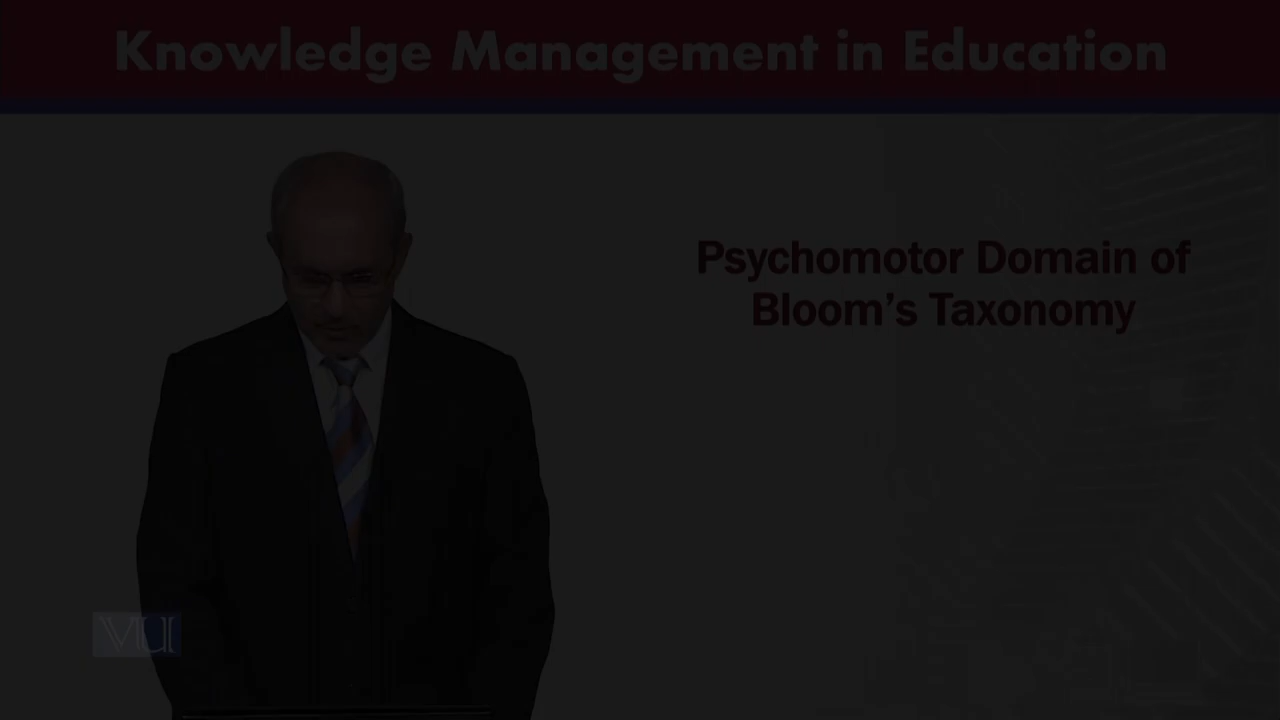 Knowledge Management in Education
Psychomotor Domain of
Bloom's Taxonomy
VU